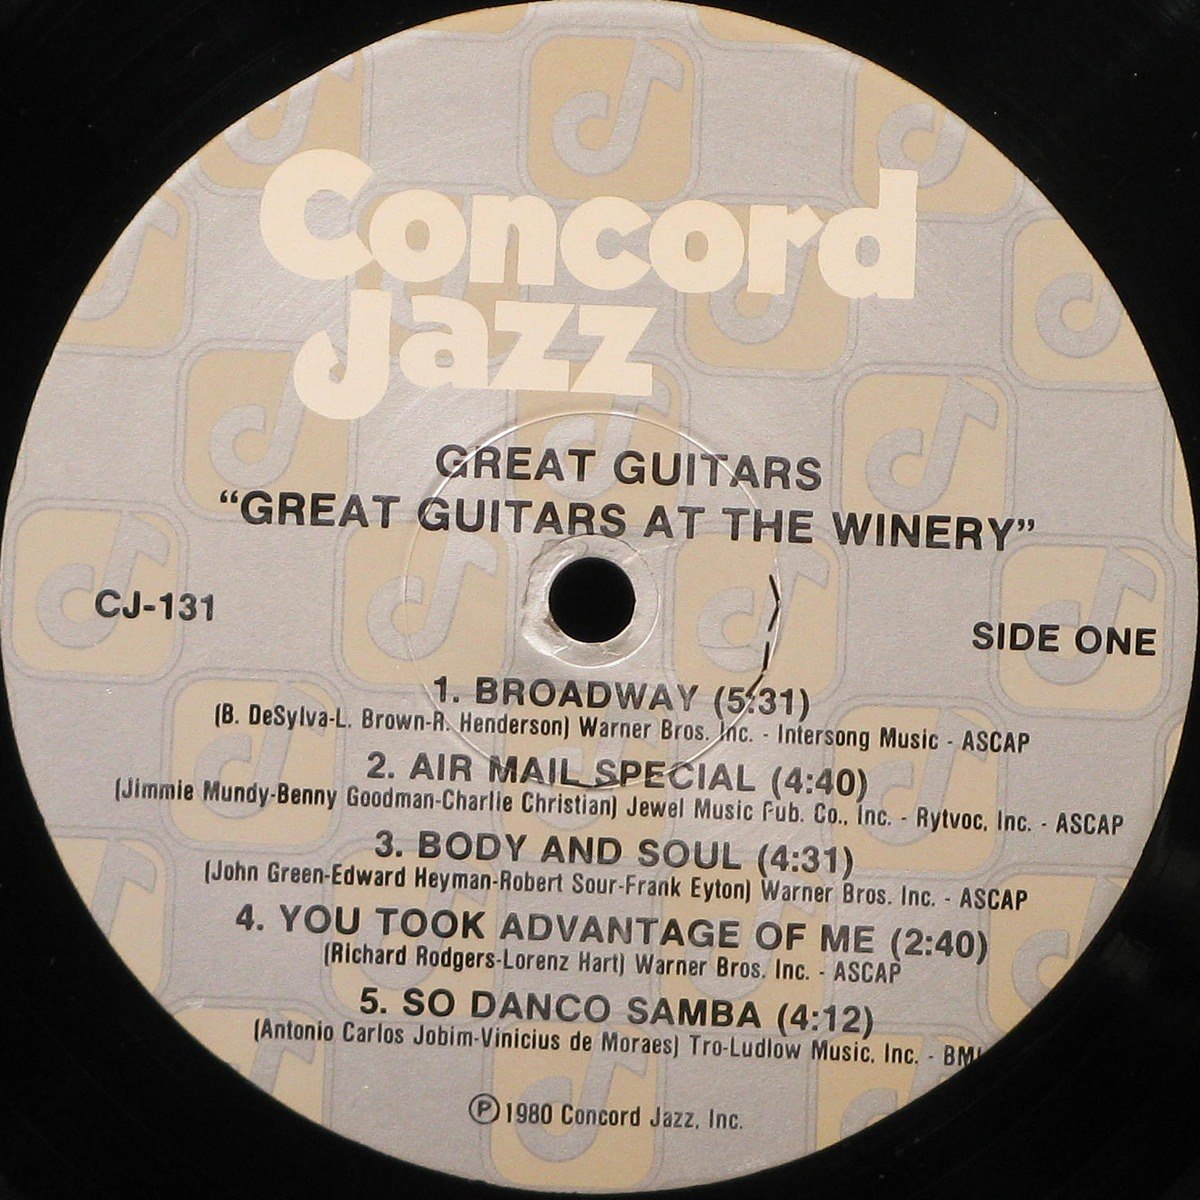 Concord
Jazz
GREAT GUITARS
“GREAT GUITARS AT THE WINERY”
CJ-131
SIDE ONE
1. BROADWAY (5:31)
(B. DeSylva-L. Brown-R. Henderson) Warner Bros. Inc. - Intersong Music - ASCAP
2. AIR MAIL SPECIAL (4:40)
(Jimmie Mundy-Benny Goodman-Charlie Christian) Jewel Music Pub. Co., Inc. - Rytvoc, Inc. - ASCAP
3. BODY AND SOUL (4:31)
(John Green-Edward Heyman-Robert Sour-Frank Eyton) Warner Bros. Inc. - ASCAP
4. YOU TOOK ADVANTAGE OF ME (2:40)
(Richard Rodgers-Lorenz Hart) Warner Bros. Inc. - ASCAP
5. SO DANCO SAMBA (4:12)
(Antonio Carlos Jobim-Vinicius de Moraes) Tro-Ludlow Music, Inc. - BMI
℗1980 Concord Jazz, Inc.